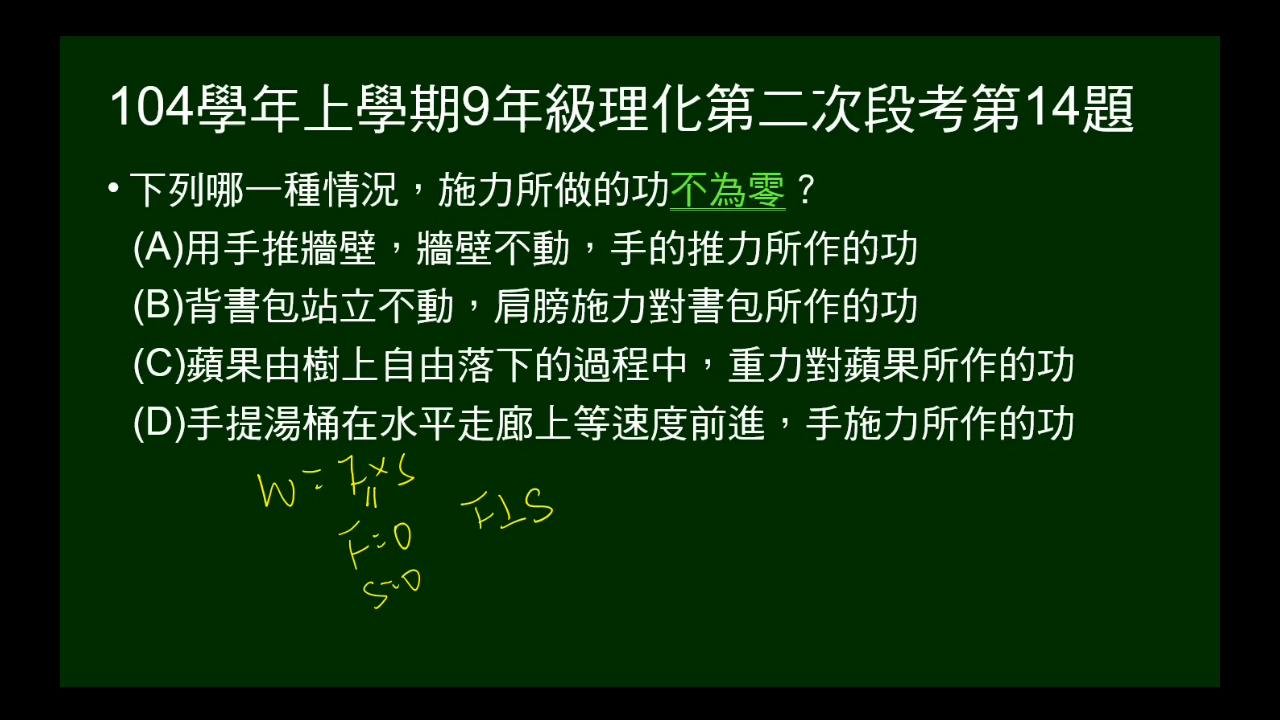 104學年上學期9年級理化第二次段考第14題
•下列哪一種情況，施力所做的功不為零？
(A)用手推牆壁，牆壁不動，手的推力所作的功
(B)背書包站立不動，肩膀施力對書包所作的功
(C)蘋果由樹上自由落下的過程中，重力對蘋果所作的功
(D)手提湯桶在水平走廊上等速度前進，手施力所作的功
W=F∥×S
F⊥S
F=0
S=0